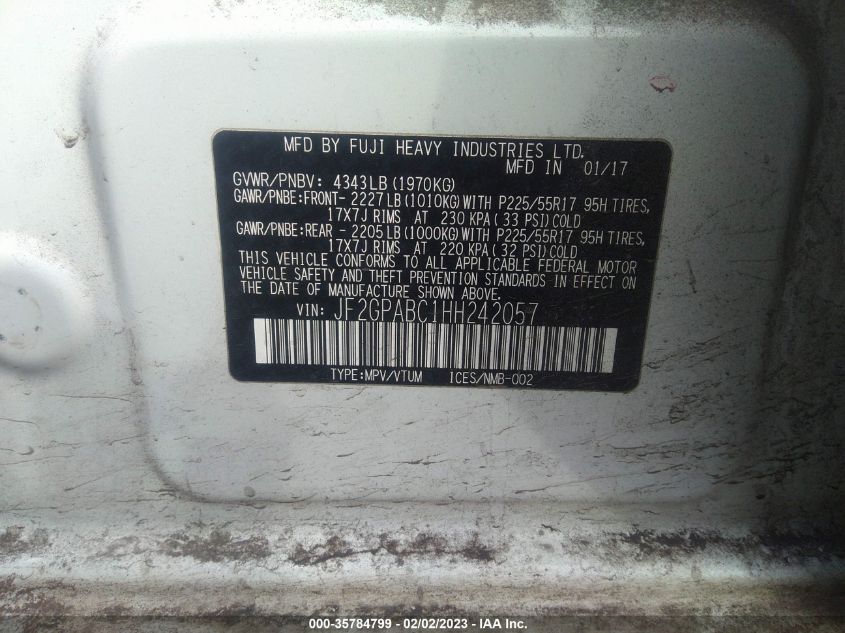 MFD BY FUJI HEAVY INDUSTRIES LTD.
MFD IN 01/17
GVWR/PNBV: 4343LB(1970KG)
GAWR/PNBE:FRONT- 2227LB(1010KG)WITH P225/55R17 95H TIRES,
17X7J RIMS AT 230 KPA(33 PSI)COLD
GAWR/PNBE:REAR - 2205LB(1000KG)WITH P225/55R17 95H TIRES,
17X7J RIMS AT 220 KPA(32 PSI)COLD
THIS VEHICLE CONFORMS TO ALL APPLICABLE FEDERAL MOTOR
VEHICLE SAFETY AND THEFT PREVENTION STANDARDS IN EFFECT ON
THE DATE OF MANUFACTURE SHOWN ABOVE.
VIN: JF2GPABC1HH242057
TYPE:MPV/VTUM ICES/NMB-002
000-35784799 - 02/02/2023 - IAA Inc.